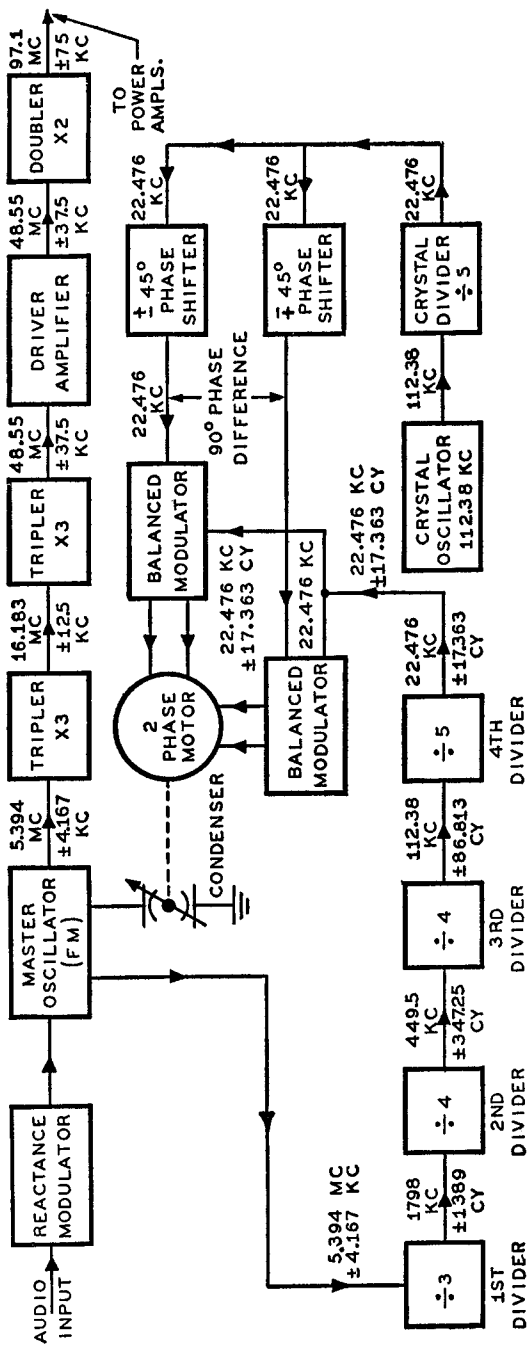 AUDIO
INPUT
REACTANCE
MODULATOR
MASTER
OSCILLATOR
(FM)
5.394
MC
±4.167
KC
TRIPLER
X3
16.183
MC
±12.5
KC
TRIPLER
X3
48.55
MC
±37.5
KC
DRIVER
AMPLIFIER
48.55
MC
±37.5
KC
DOUBLER
X2
97.1
MC
±75
KC
TO
POWER
AMPLS.
CONDENSER
2
PHASE
MOTOR
BALANCED
MODULATOR
22.476
KC
± 45°
PHASE
SHIFTER
22.476
KC
90° PHASE
DIFFERENCE
22.476 KC
±17.363 CY
BALANCED
MODULATOR
22.476 KC
∓ 45°
PHASE
SHIFTER
22.476
KC
5.394 MC
±4.167 KC
22.476 KC
±17.363 CY
÷3
1ST
DIVIDER
1798
KC
±1389
CY
÷4
2ND
DIVIDER
449.5
KC
±347.25
CY
÷4
3RD
DIVIDER
112.38
KC
±86.813
CY
÷5
4TH
DIVIDER
22.476
KC
±17.363
CY
CRYSTAL
OSCILLATOR
112.38 KC
112.38
KC
CRYSTAL
DIVIDER
÷5
22.476
KC